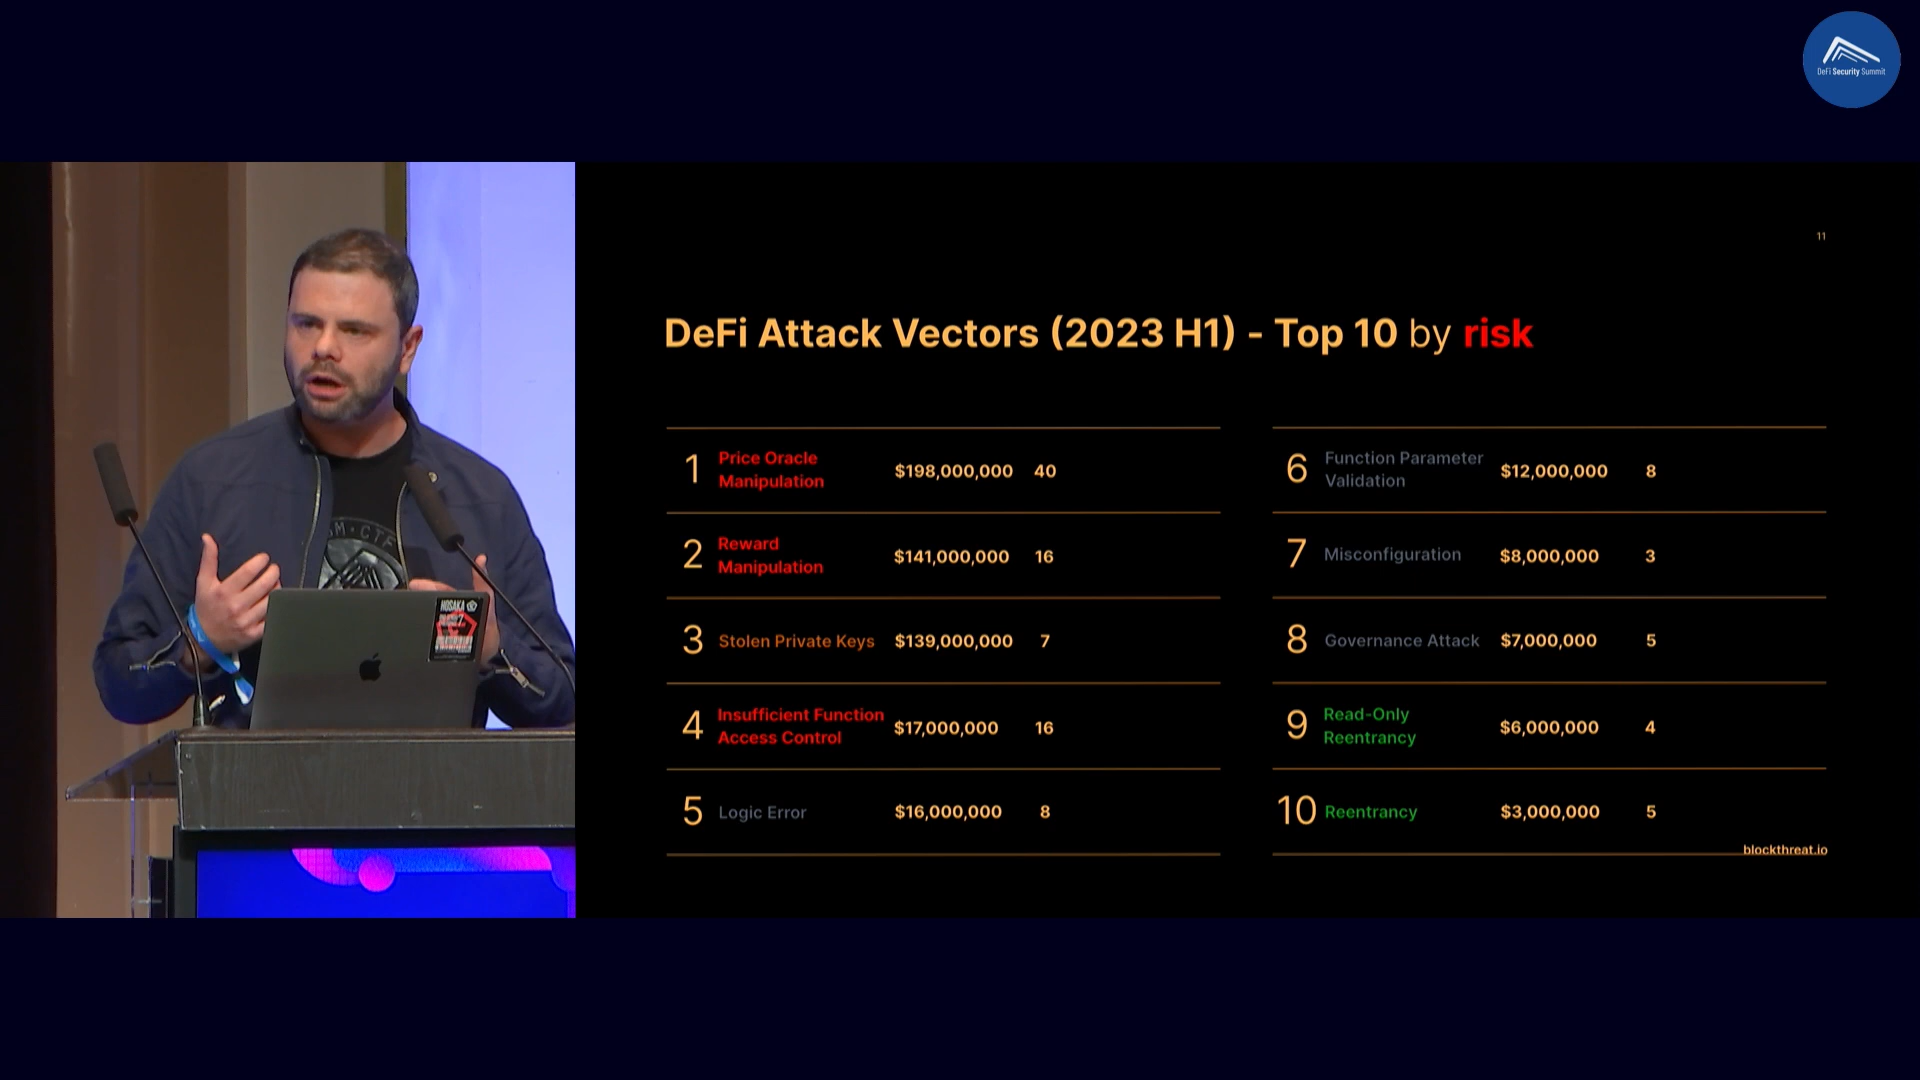 DeFi Security Summit
11
DeFi Attack Vectors (2023 H1) - Top 10 by risk
1 Price Oracle
Manipulation
$198,000,000 40
2 Reward
Manipulation
$141,000,000 16
3 Stolen Private Keys $139,000,000 7
4 Insufficient Function
Access Control
$17,000,000 16
5 Logic Error $16,000,000 8
6 Function Parameter
Validation
$12,000,000 8
7 Misconfiguration $8,000,000 3
8 Governance Attack $7,000,000 5
9 Read-Only
Reentrancy
$6,000,000 4
10 Reentrancy $3,000,000 5
blockthreat.io
CTF
HOSAKA